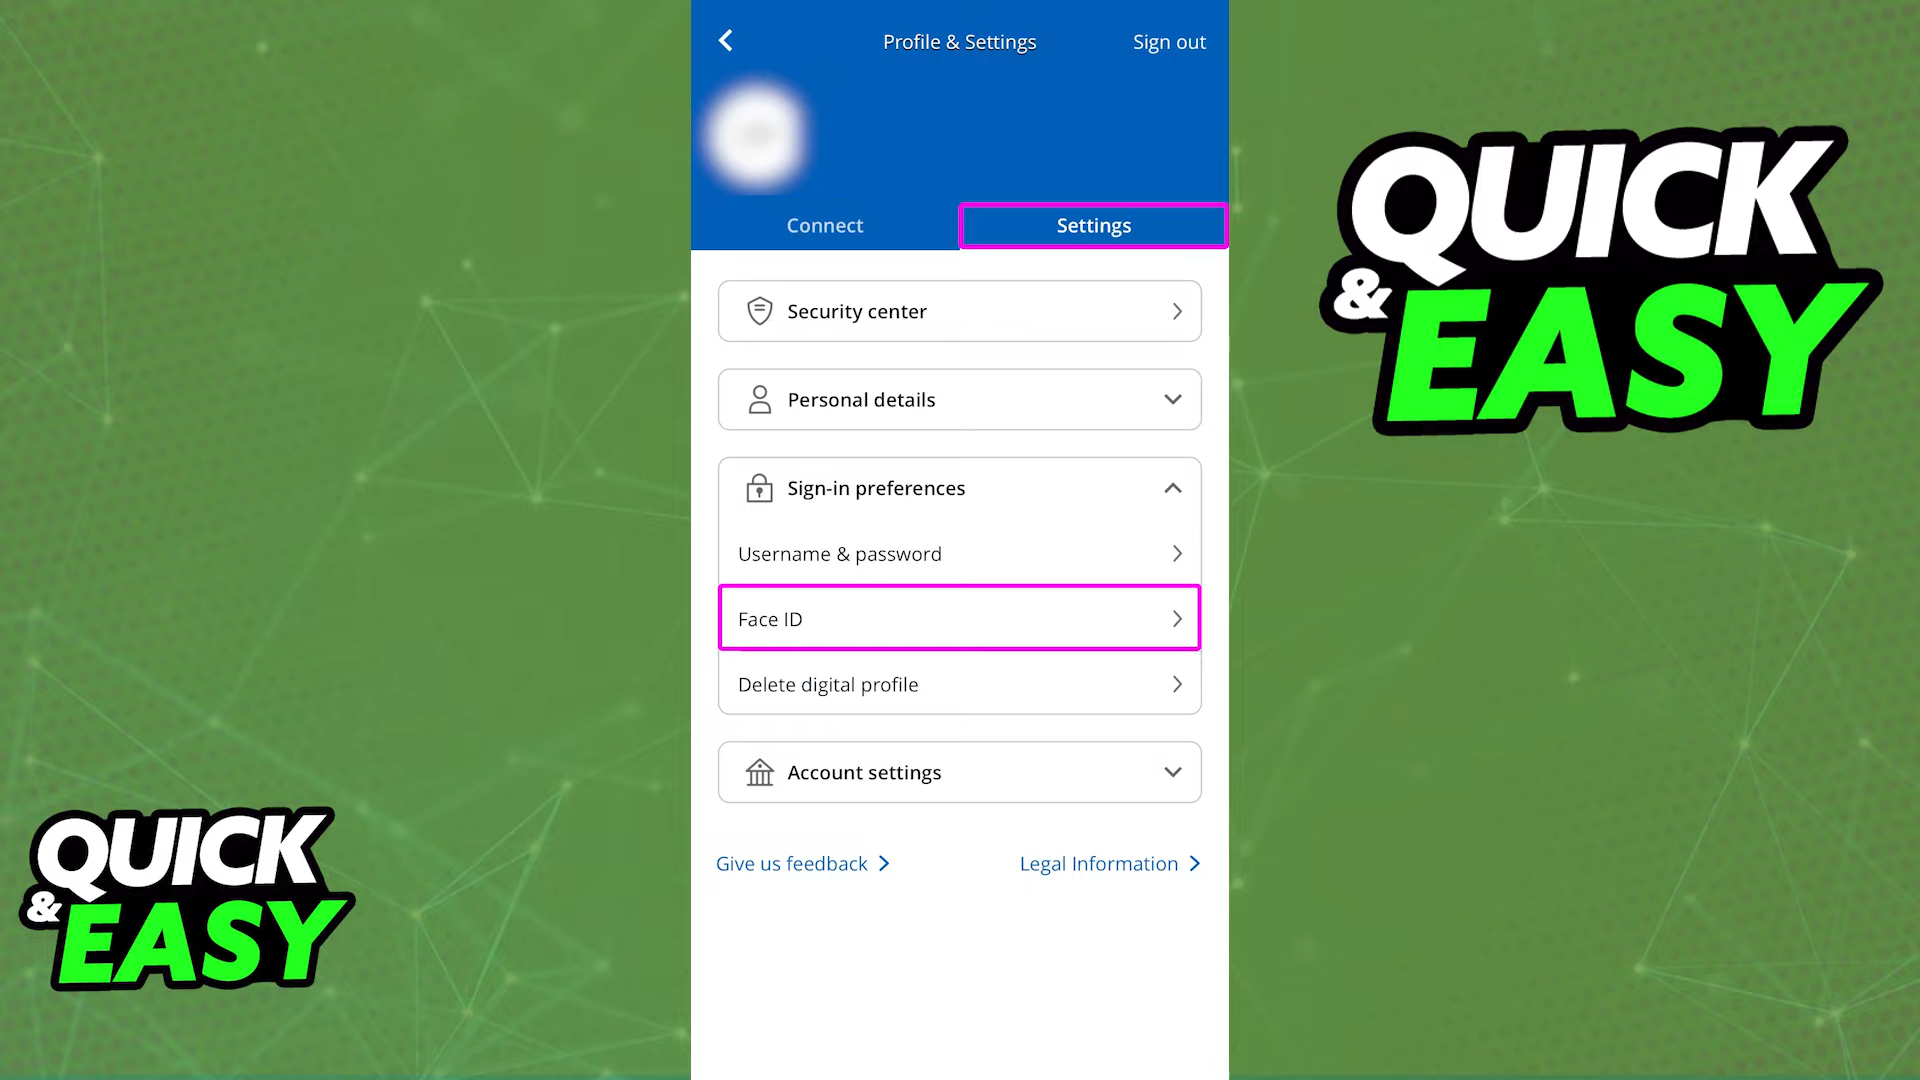 Profile & Settings
Sign out
Connect
Settings
Security center
Personal details
Sign-in preferences
Username & password
Face ID
Delete digital profile
Account settings
Give us feedback
Legal Information
QUICK
& EASY
QUICK
& EASY